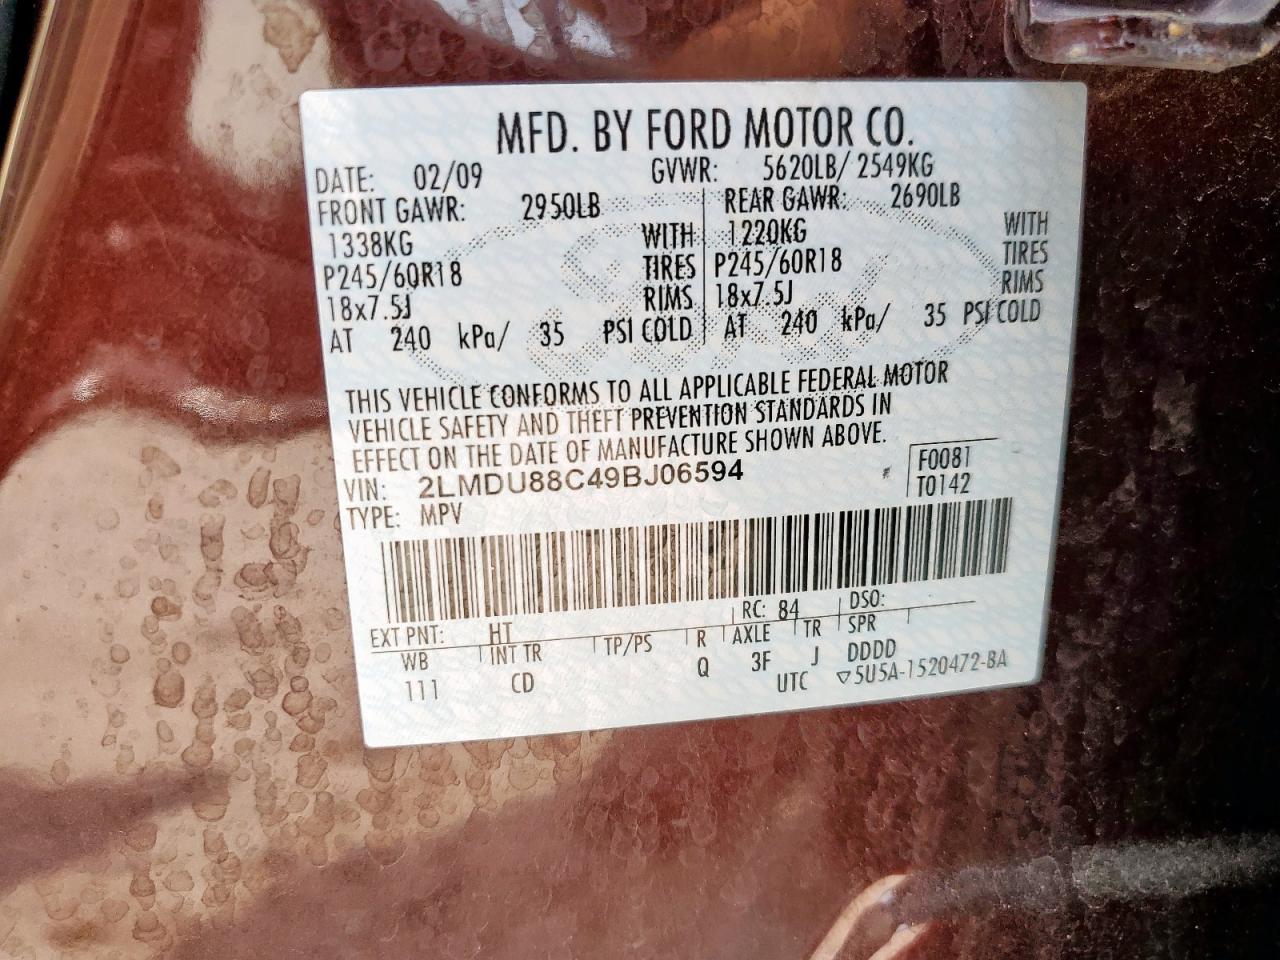 MFD. BY FORD MOTOR CO.
DATE: 02/09 GVWR: 5620LB/ 2549KG
FRONT GAWR: 2950LB REAR GAWR: 2690LB
1338KG WITH 1220KG WITH
P245/60R18 TIRES P245/60R18 TIRES
18x7.5J RIMS 18x7.5J RIMS
AT 240 kPa/ 35 PSI COLD AT 240 kPa/ 35 PSI COLD
THIS VEHICLE CONFORMS TO ALL APPLICABLE FEDERAL MOTOR
VEHICLE SAFETY AND THEFT PREVENTION STANDARDS IN
EFFECT ON THE DATE OF MANUFACTURE SHOWN ABOVE.
VIN: 2LMDU88C49BJ06594 F0081
TYPE: MPV T0142
EXT PNT: HT RC: 84 DSO:
WB INT TR TP/PS R AXLE TR SPR
111 CD Q 3F J DDDD
UTC ▽5U5A-1520472-BA